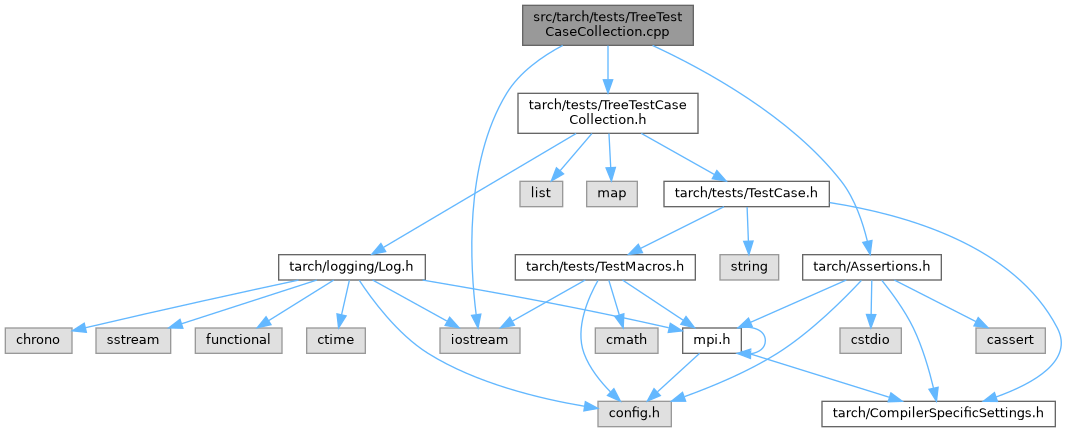 src/tarch/tests/TreeTest
CaseCollection.cpp
tarch/tests/TreeTestCase
Collection.h
list
map
tarch/tests/TestCase.h
tarch/logging/Log.h
tarch/tests/TestMacros.h
string
tarch/Assertions.h
chrono
sstream
functional
ctime
iostream
cmath
mpi.h
cstdio
cassert
config.h
tarch/CompilerSpecificSettings.h